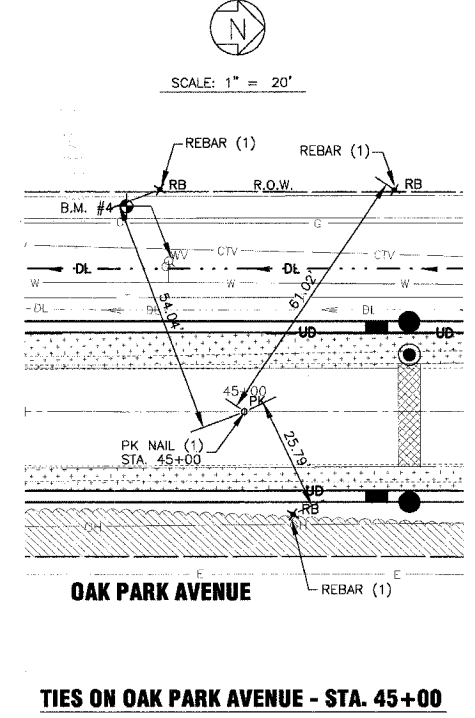 N
SCALE: 1" = 20'
REBAR (1)
REBAR (1)
RB
R.O.W.
RB
B.M. #4
G
G
WV
CTV
CTV
DL
DL
W
W
W
DL
DL
DL
54.04'
61.02'
UD
UD
45+00
PK
PK NAIL (1)
STA. 45+00
25.79'
UD
RB
OH
H
E
E
OAK PARK AVENUE
REBAR (1)
TIES ON OAK PARK AVENUE - STA. 45+00